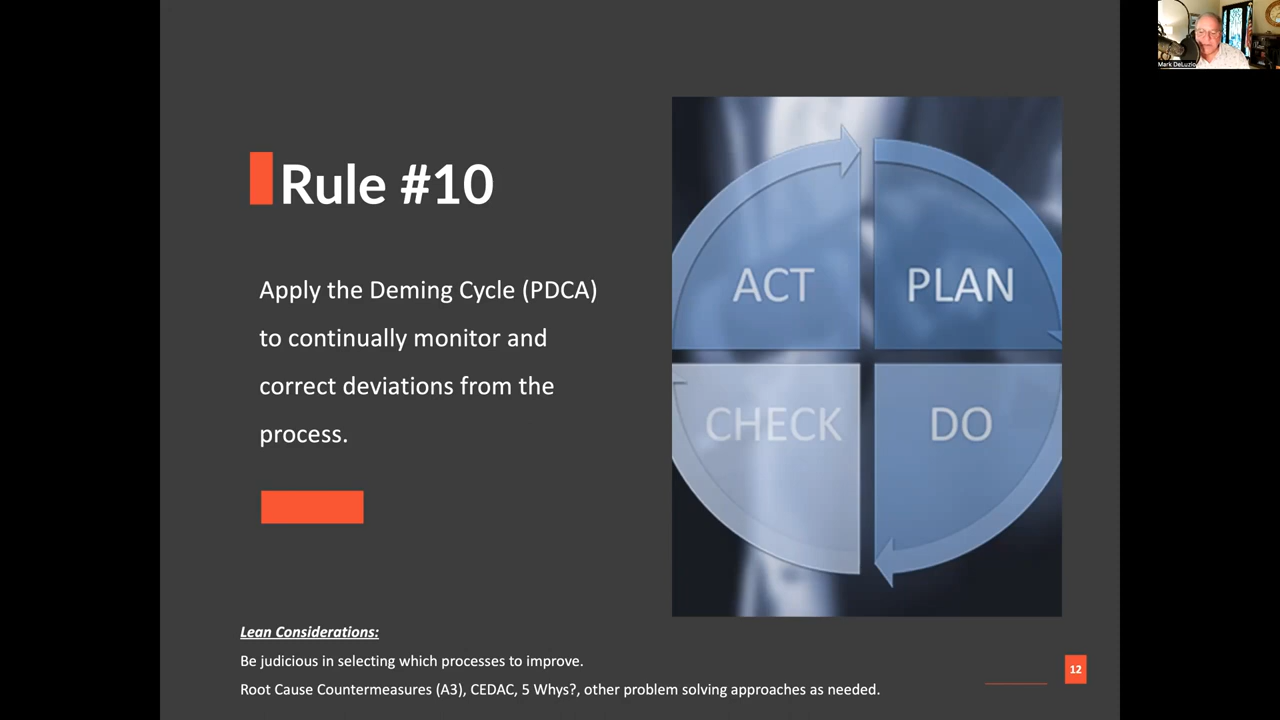 Mark DeLuzio
Rule #10
Apply the Deming Cycle (PDCA)
to continually monitor and
correct deviations from the
process.
ACT
PLAN
CHECK
DO
Lean Considerations:
Be judicious in selecting which processes to improve.
Root Cause Countermeasures (A3), CEDAC, 5 Whys?, other problem solving approaches as needed.
12